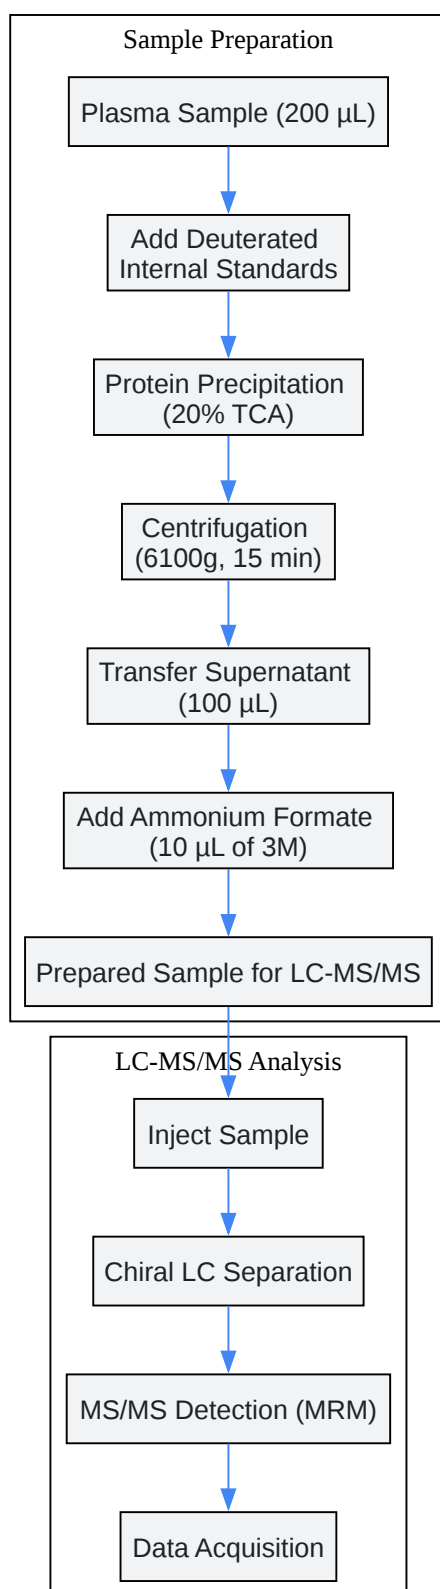 Sample Preparation
Plasma Sample (200 µL)
Add Deuterated
Internal Standards
Protein Precipitation
(20% TCA)
Centrifugation
(6100g, 15 min)
Transfer Supernatant
(100 µL)
Add Ammonium Formate
(10 µL of 3M)
Prepared Sample for LC-MS/MS
LC-MS/MS Analysis
Inject Sample
Chiral LC Separation
MS/MS Detection (MRM)
Data Acquisition